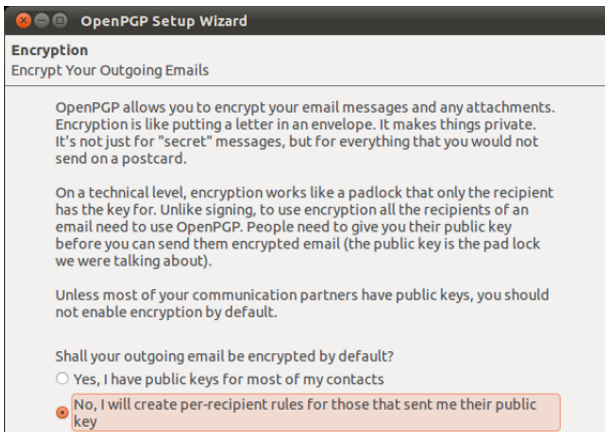 OpenPGP Setup Wizard
Encryption
Encrypt Your Outgoing Emails
OpenPGP allows you to encrypt your email messages and any attachments.
Encryption is like putting a letter in an envelope. It makes things private.
It's not just for "secret" messages, but for everything that you would not
send on a postcard.
On a technical level, encryption works like a padlock that only the recipient
has the key for. Unlike signing, to use encryption all the recipients of an
email need to use OpenPGP. People need to give you their public key
before you can send them encrypted email (the public key is the pad lock
we were talking about).
Unless most of your communication partners have public keys, you should
not enable encryption by default.
Shall your outgoing email be encrypted by default?
Yes, I have public keys for most of my contacts
No, I will create per-recipient rules for those that sent me their public
key